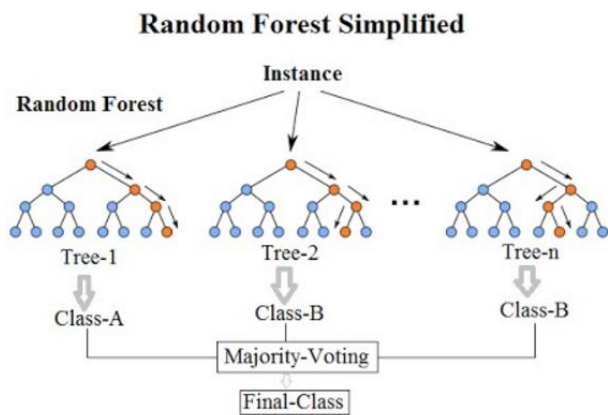 Random Forest Simplified
Instance
Random Forest
...
Tree-1 Tree-2 Tree-n
Class-A Class-B Class-B
Majority-Voting
Final-Class